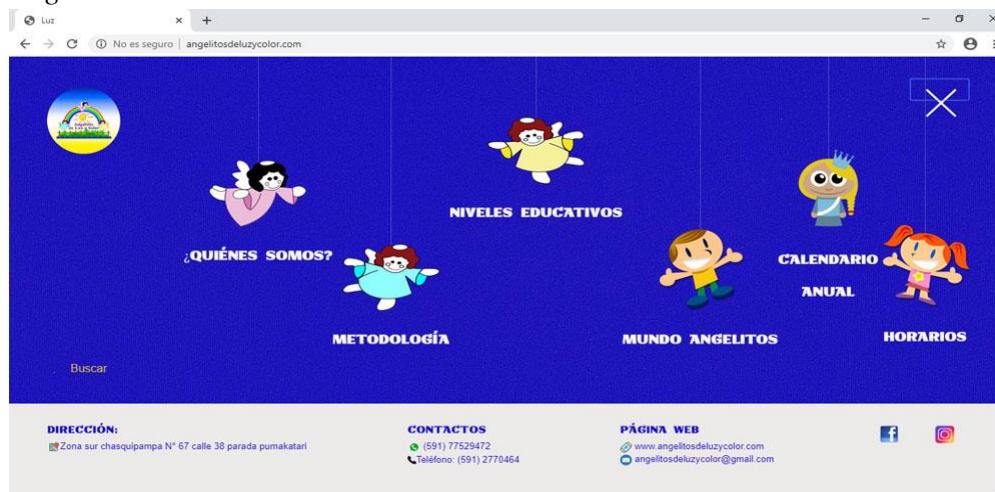 Luz
No es seguro | angelitosdeluzycolor.com
NIVELES EDUCATIVOS
¿QUIÉNES SOMOS?
CALENDARIO
ANUAL
METODOLOGÍA
MUNDO ANGELITOS
HORARIOS
Buscar
DIRECCIÓN:
Zona sur chasquipampa N° 67 calle 38 parada pumakatari
CONTACTOS
(591) 77529472
Teléfono: (591) 2770464
PÁGINA WEB
www.angelitosdeluzycolor.com
angelitosdeluzycolor@gmail.com